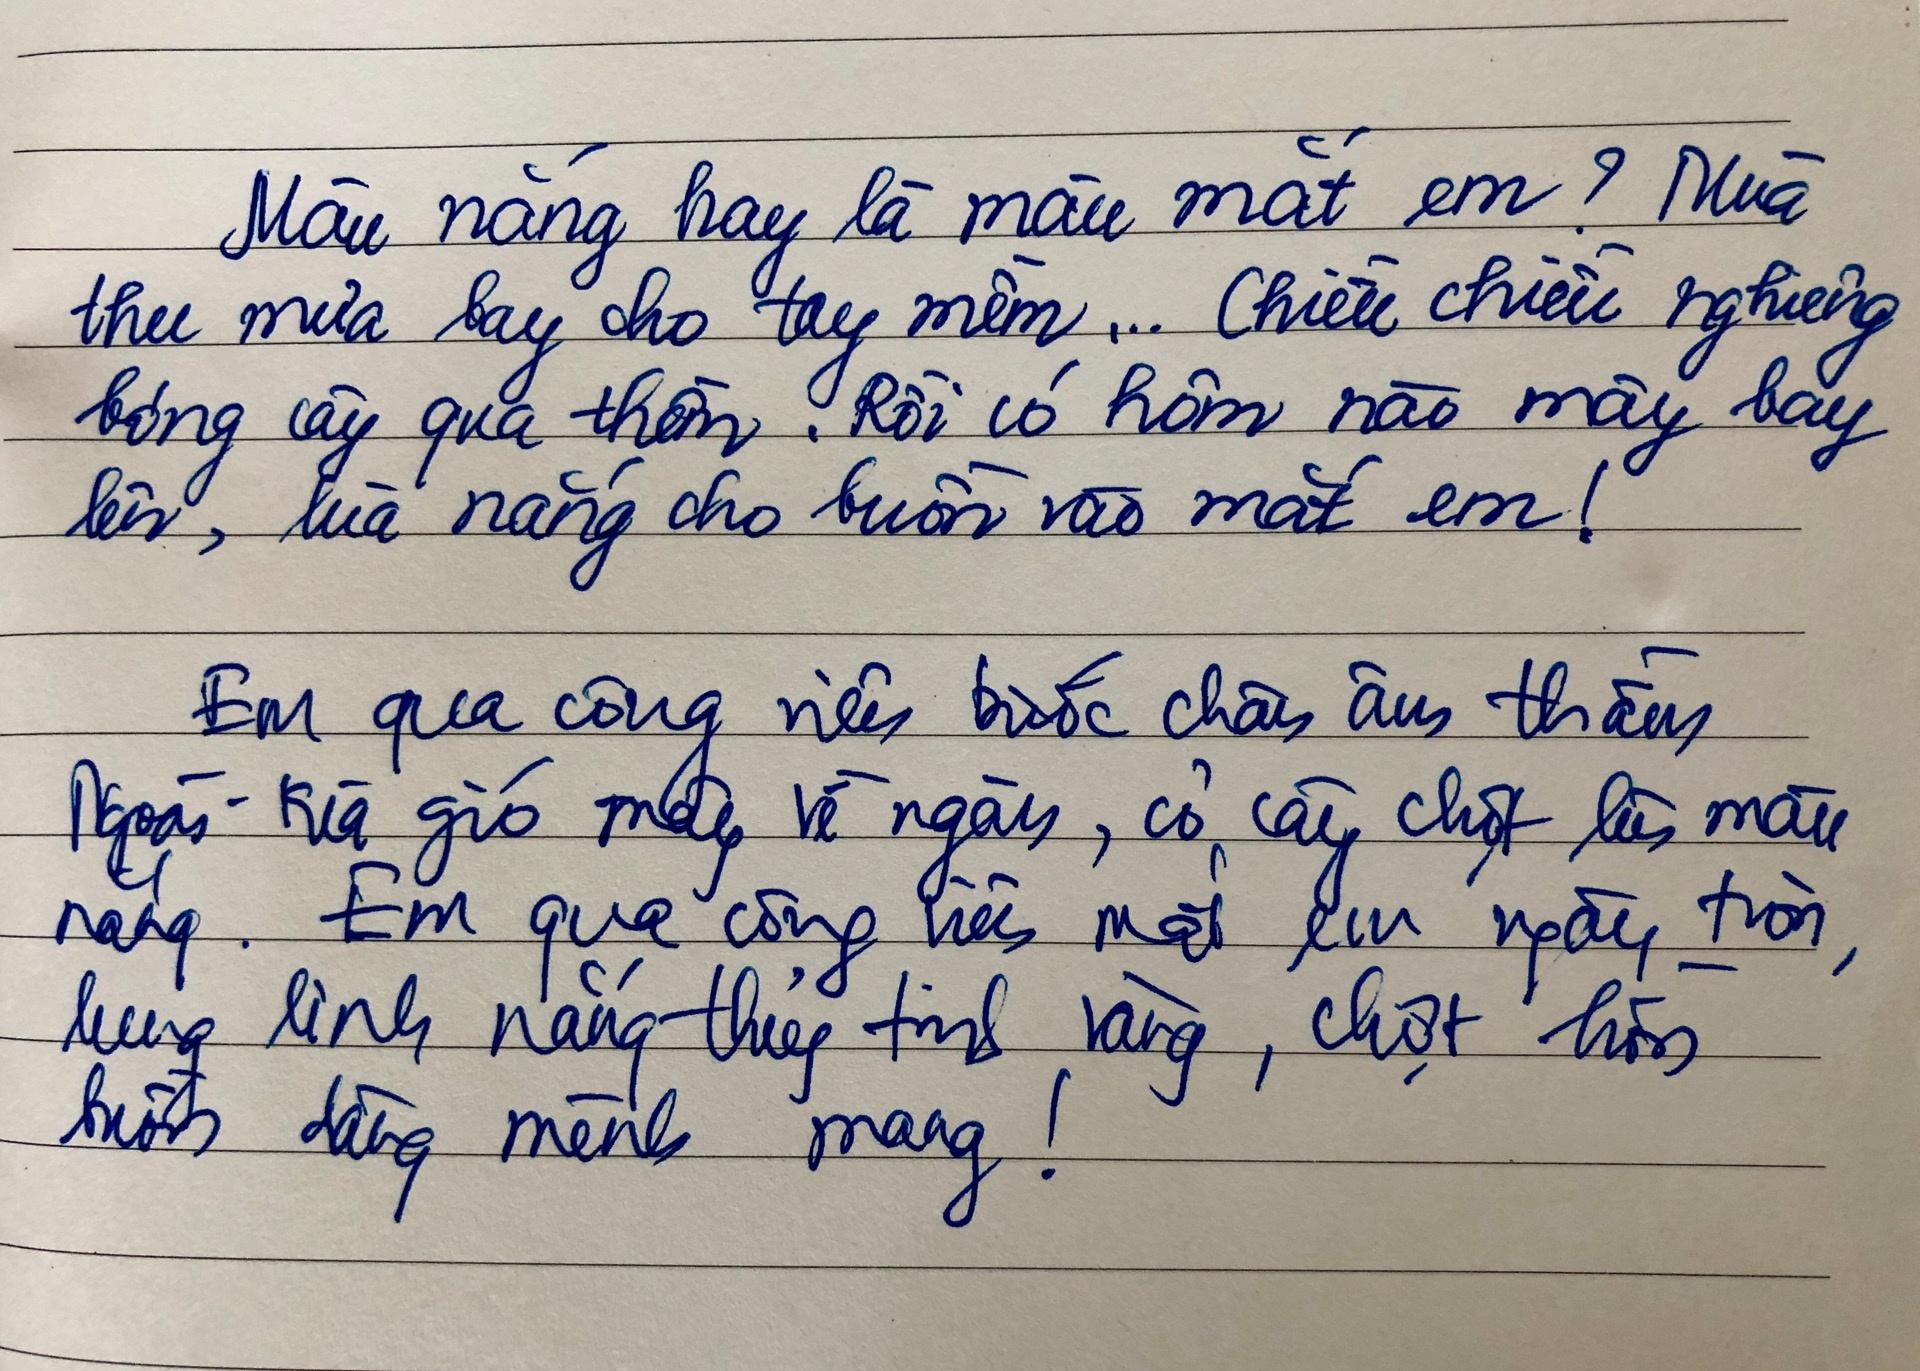 Màu nắng hay là màu mắt em? Mùa
thu mưa bay cho tay mềm... Chiều chiều nghiêng
bóng cây qua thềm. Rồi có hôm nào mây bay
lên, lùa nắng cho buồn vào mắt em!
Em qua công viên bước chân âm thầm
Ngoài - kia gió mây về ngàn, cỏ cây chợt lên màu
nắng. Em qua công viên mắt em ngây tròn,
lung linh nắng thủy tinh vàng, chợt hồn
buồn dâng mênh mang!